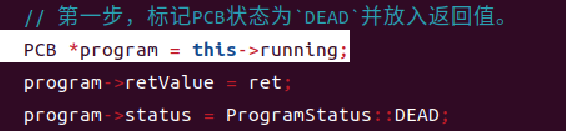 // 第一步，标记PCB状态为`DEAD`并放入返回值。
PCB *program = this->running;
program->retValue = ret;
program->status = ProgramStatus::DEAD;